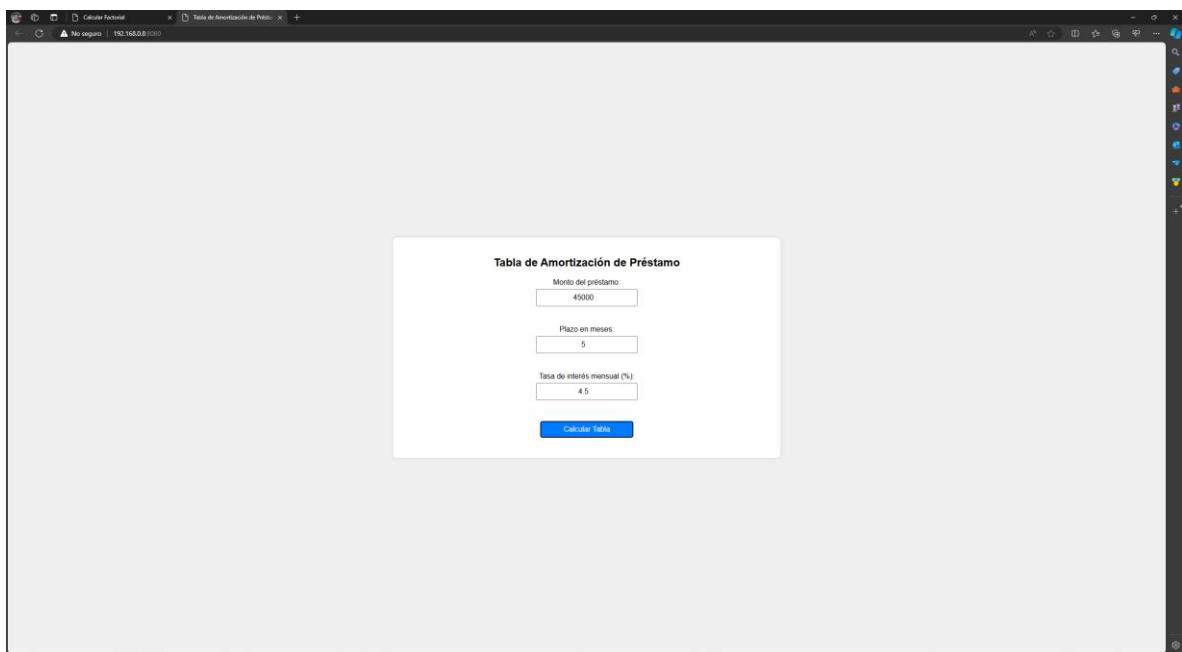 Calcular Factorial
Tabla de Amortización de Présta
No seguro | 192.168.0.8:8080
Tabla de Amortización de Préstamo
Monto del préstamo:
45000
Plazo en meses:
5
Tasa de interés mensual (%):
4.5
Calcular Tabla